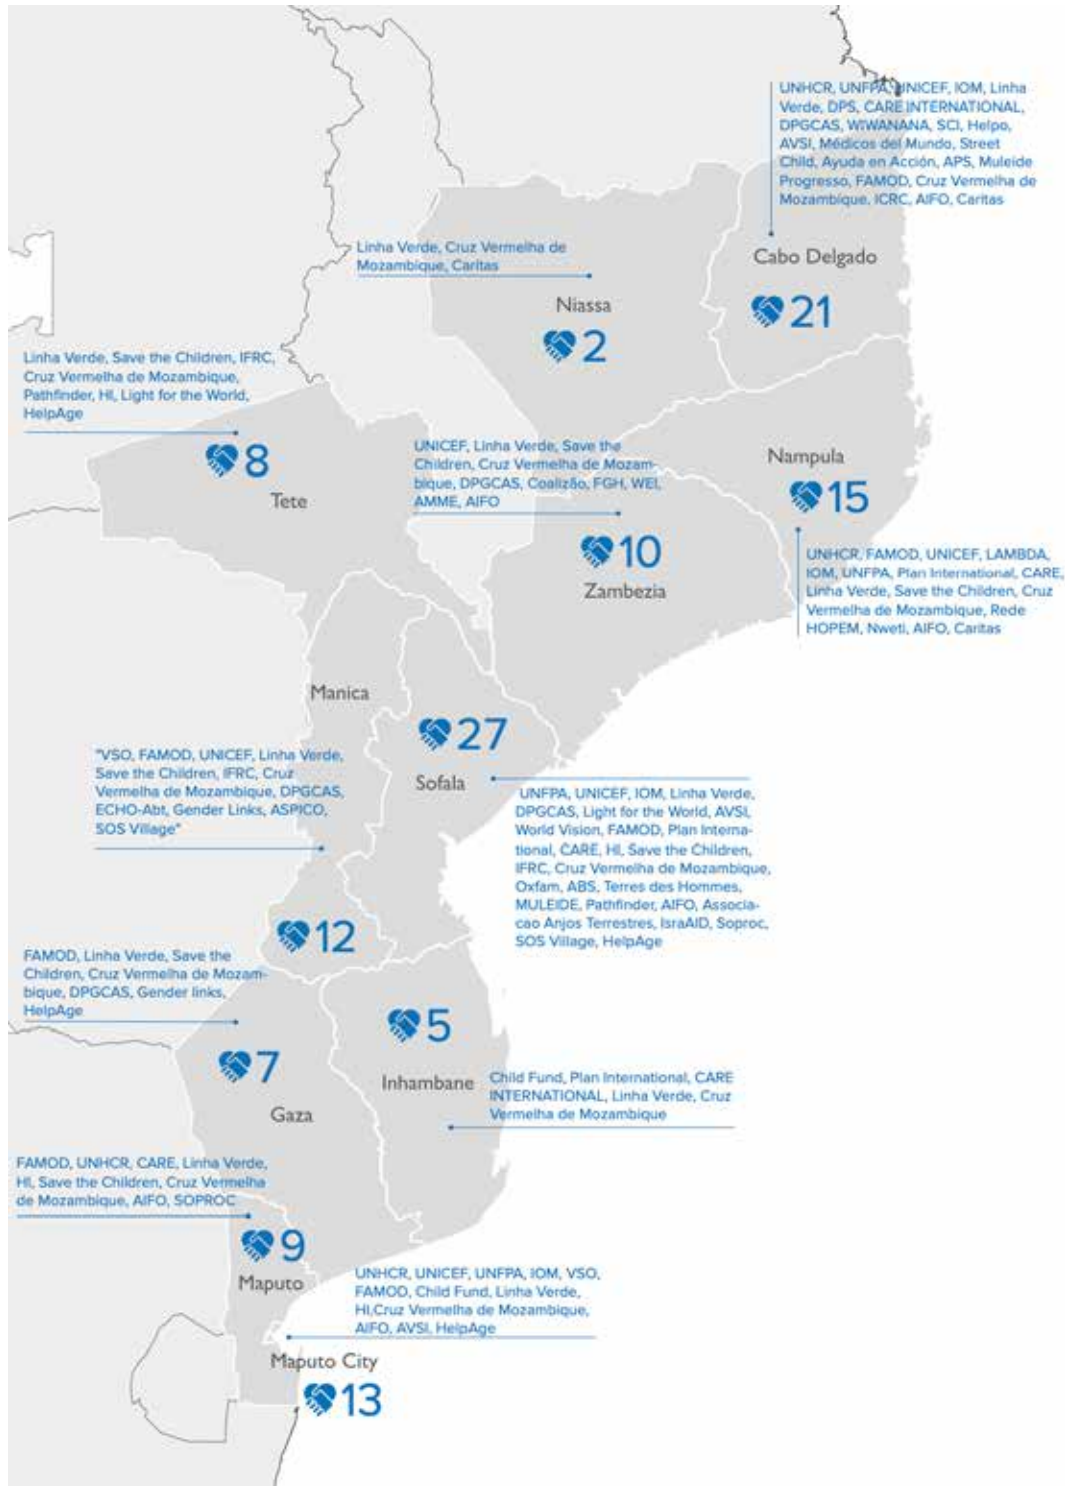 UNHCR, UNFPA, UNICEF, IOM, Linha
Verde, DPS, CARE INTERNATIONAL,
DPGCAS, WIWANANA, SCI, Helpo,
AVSI, Médicos del Mundo, Street
Child, Ayuda en Acción, APS, Muleide
Progresso, FAMOD, Cruz Vermelha de
Mozambique, ICRC, AIFO, Caritas
Cabo Delgado
21
Linha Verde, Cruz Vermelha de
Mozambique, Caritas
Niassa
2
Linha Verde, Save the Children, IFRC,
Cruz Vermelha de Mozambique,
Pathfinder, HI, Light for the World,
HelpAge
8
Tete
UNICEF, Linha Verde, Save the
Children, Cruz Vermelha de Mozam-
bique, DPGCAS, Coalizão, FGH, WEI,
AMME, AIFO
10
Zambezia
Nampula
15
UNHCR, FAMOD, UNICEF, LAMBDA,
IOM, UNFPA, Plan International, CARE,
Linha Verde, Save the Children, Cruz
Vermelha de Mozambique, Rede
HOPEM, Nweti, AIFO, Caritas
Manica
"VSO, FAMOD, UNICEF, Linha Verde,
Save the Children, IFRC, Cruz
Vermelha de Mozambique, DPGCAS,
ECHO-Abt, Gender Links, ASPICO,
SOS Village"
12
27
Sofala
UNFPA, UNICEF, IOM, Linha Verde,
DPGCAS, Light for the World, AVSI,
World Vision, FAMOD, Plan Interna-
tional, CARE, HI, Save the Children,
IFRC, Cruz Vermelha de Mozambique,
Oxfam, ABS, Terres des Hommes,
MULEIDE, Pathfinder, AIFO, Associa-
cao Anjos Terrestres, IsraAID, Soproc,
SOS Village, HelpAge
FAMOD, Linha Verde, Save the
Children, Cruz Vermelha de Mozam-
bique, DPGCAS, Gender links,
HelpAge
7
Gaza
5
Inhambane
Child Fund, Plan International, CARE
INTERNATIONAL, Linha Verde, Cruz
Vermelha de Mozambique
FAMOD, UNHCR, CARE, Linha Verde,
HI, Save the Children, Cruz Vermelha
de Mozambique, AIFO, SOPROC
9
Maputo
UNHCR, UNICEF, UNFPA, IOM, VSO,
FAMOD, Child Fund, Linha Verde,
HI,Cruz Vermelha de Mozambique,
AIFO, AVSI, HelpAge
Maputo City
13